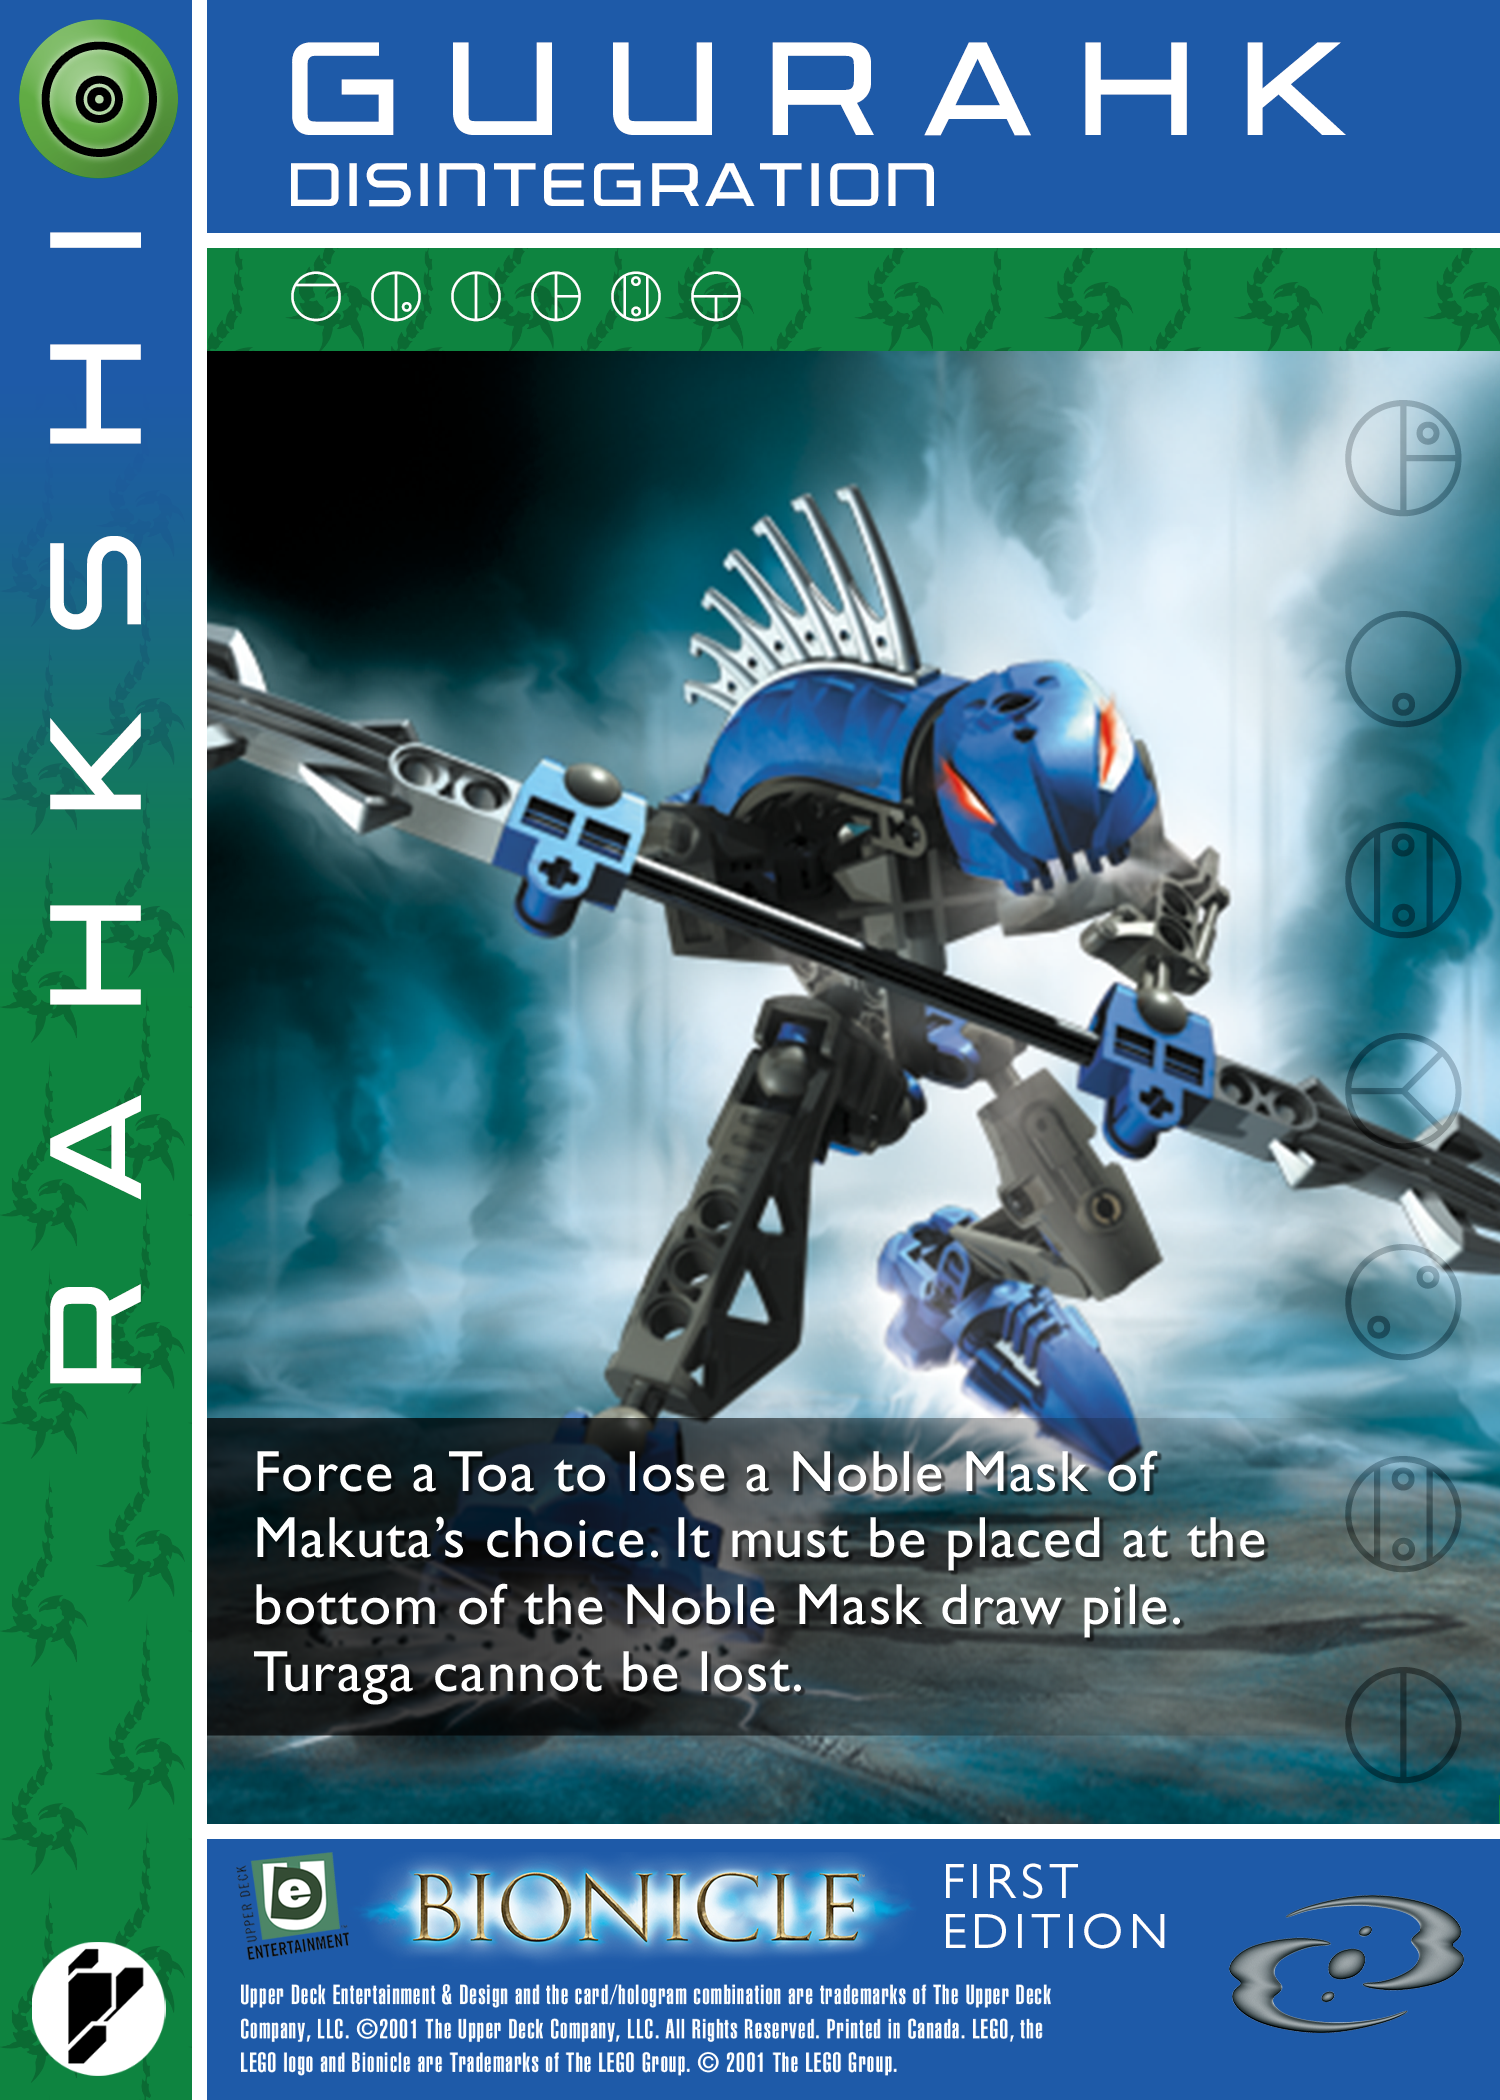 GUURAHK
DISINTEGRATION
RAHKSHI
Force a Toa to lose a Noble Mask of
Makuta’s choice. It must be placed at the
bottom of the Noble Mask draw pile.
Turaga cannot be lost.
UPPER DECK
e
ENTERTAINMENT
BIONICLE
FIRST
EDITION
Upper Deck Entertainment & Design and the card/hologram combination are trademarks of The Upper Deck
Company, LLC. ©2001 The Upper Deck Company, LLC. All Rights Reserved. Printed in Canada. LEGO, the
LEGO logo and Bionicle are Trademarks of The LEGO Group. © 2001 The LEGO Group.